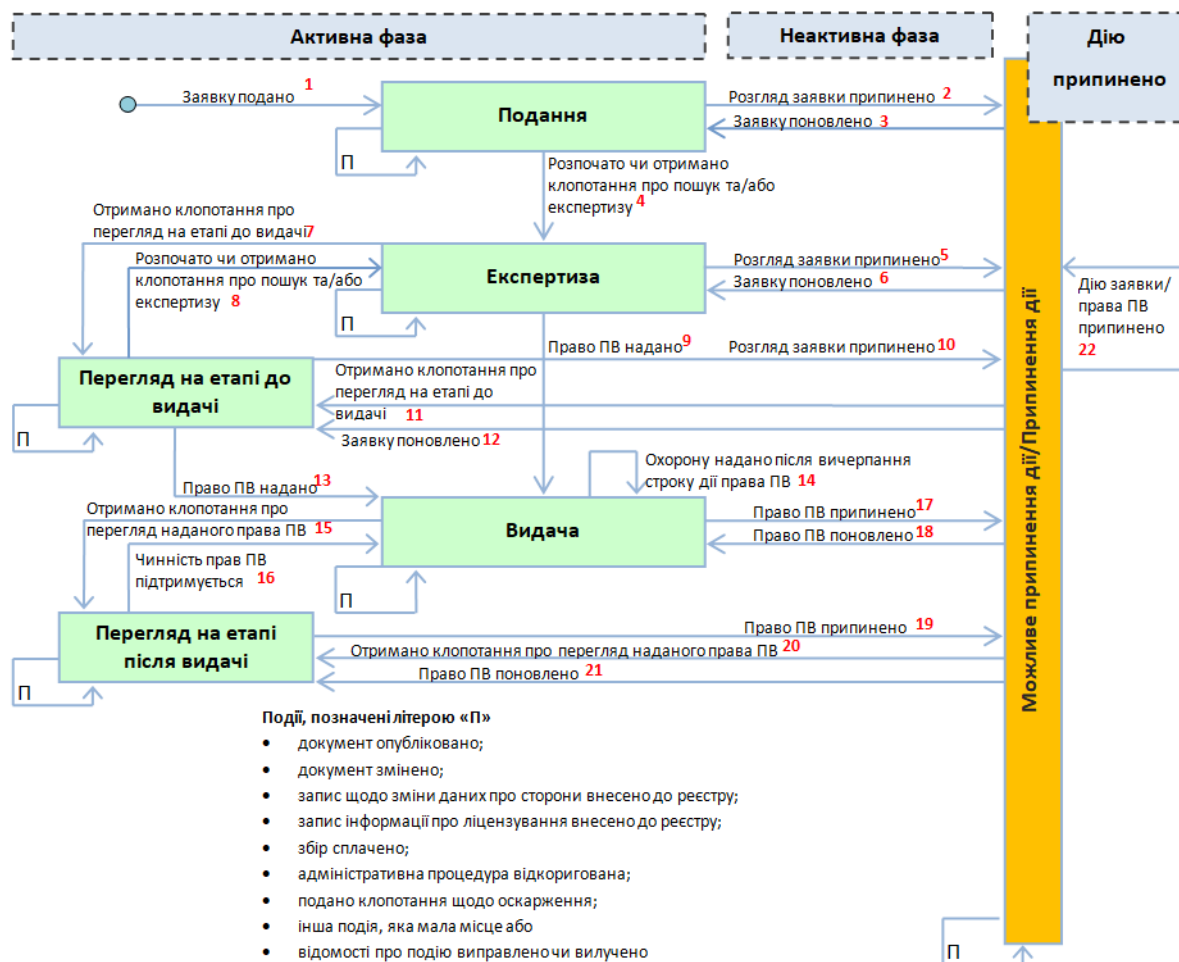 Активна фаза
Неактивна фаза
Дію
припинено
Заявку подано 1
Подання
Розгляд заявки припинено 2
Заявку поновлено 3
П
Розпочато чи отримано
клопотання про пошук та/або
експертизу 4
Отримано клопотання про
перегляд на етапі до видачі 7
Розпочато чи отримано
клопотання про пошук та/або
експертизу 8
Експертиза
Розгляд заявки припинено 5
Заявку поновлено 6
П
Дію заявки/
права ПВ
припинено
22
Право ПВ надано 9
Розгляд заявки припинено 10
Перегляд на етапі до
видачі
Отримано клопотання про
перегляд на етапі до
видачі 11
Заявку поновлено 12
П
Можливе припинення дії/Припинення дії
Право ПВ надано 13
Охорону надано після вичерпання
строку дії права ПВ 14
Отримано клопотання про
перегляд наданого права ПВ 15
Видача
Право ПВ припинено 17
Право ПВ поновлено 18
Чинність прав ПВ
підтримується 16
П
Перегляд на етапі
після видачі
Право ПВ припинено 19
Отримано клопотання про перегляд наданого права ПВ 20
Право ПВ поновлено 21
П
Події, позначені літерою «П»
• документ опубліковано;
• документ змінено;
• запис щодо зміни даних про сторони внесено до реєстру;
• запис інформації про ліцензування внесено до реєстру;
• збір сплачено;
• адміністративна процедура відкоригована;
• подано клопотання щодо оскарження;
• інша подія, яка мала місце або
• відомості про подію виправлено чи вилучено
П